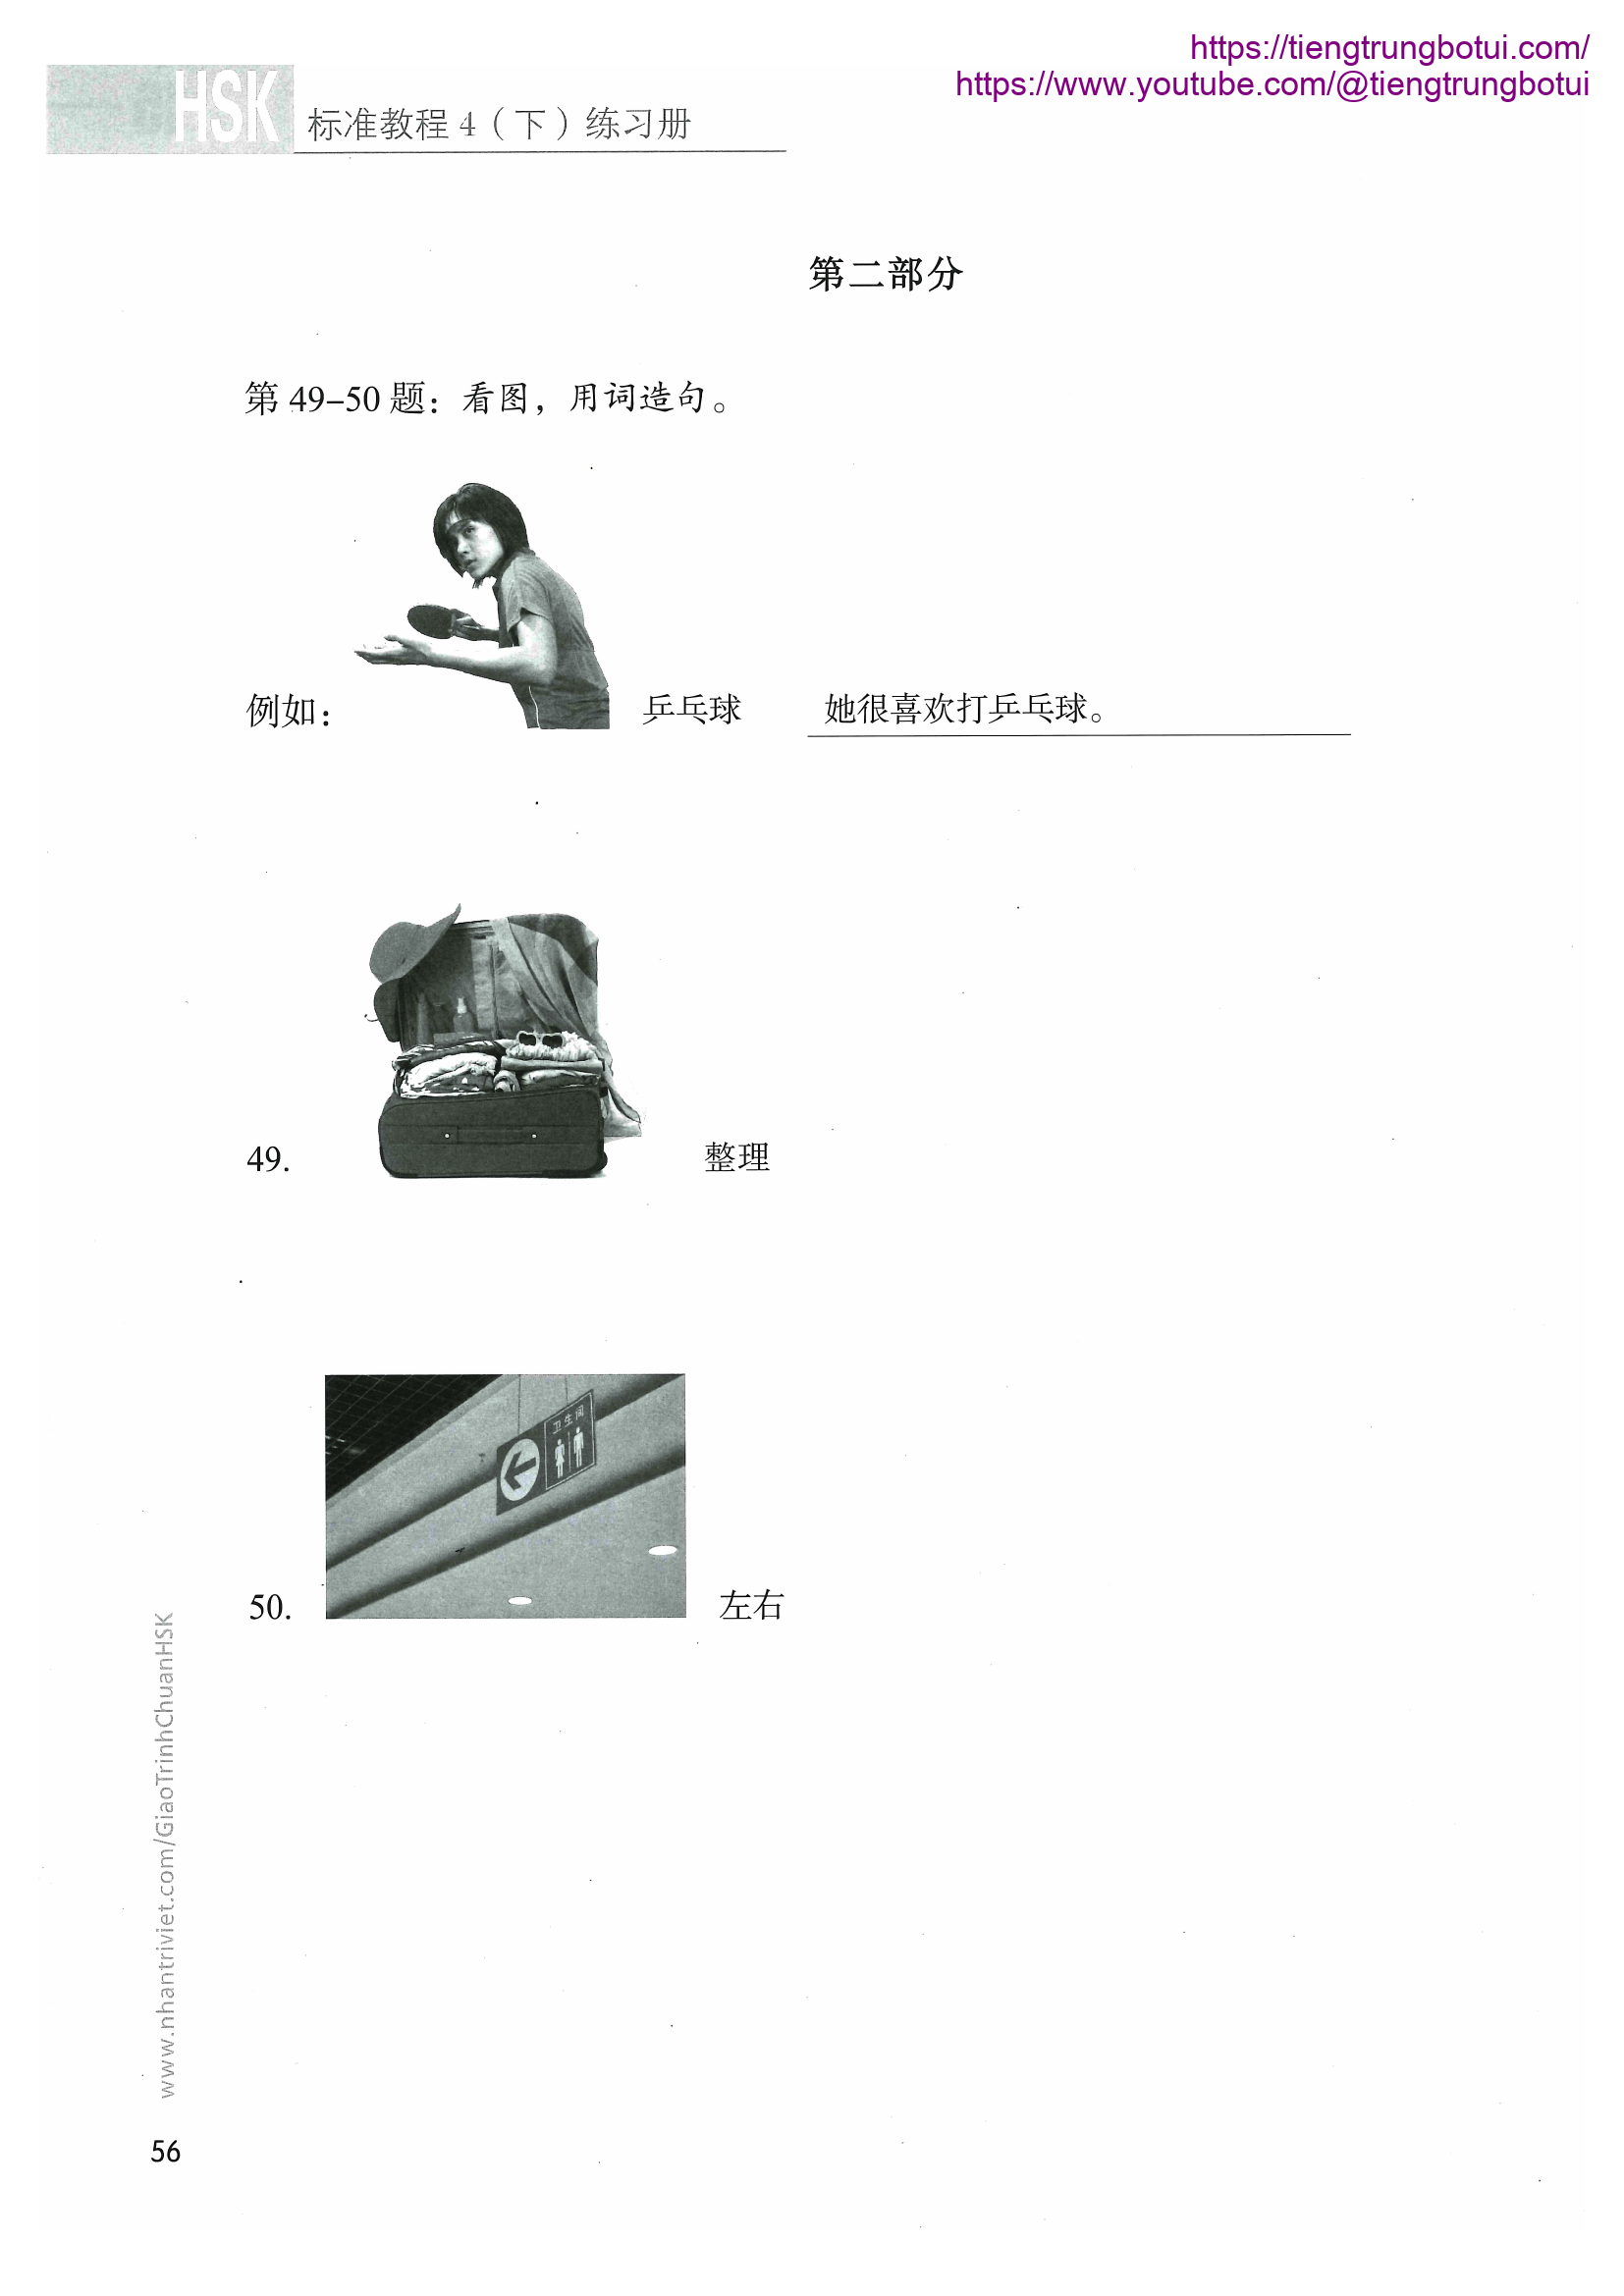 https://tiengtrungbotui.com/
https://www.youtube.com/@tiengtrungbotui
HSK 标准教程 4（下）练习册
第二部分
第 49–50 题：看图，用词造句。
例如： 乒乓球 她很喜欢打乒乓球。
49. 整理
卫生间
50. 左右
www.nhantriviet.com/GiaoTrinhChuanHSK
56